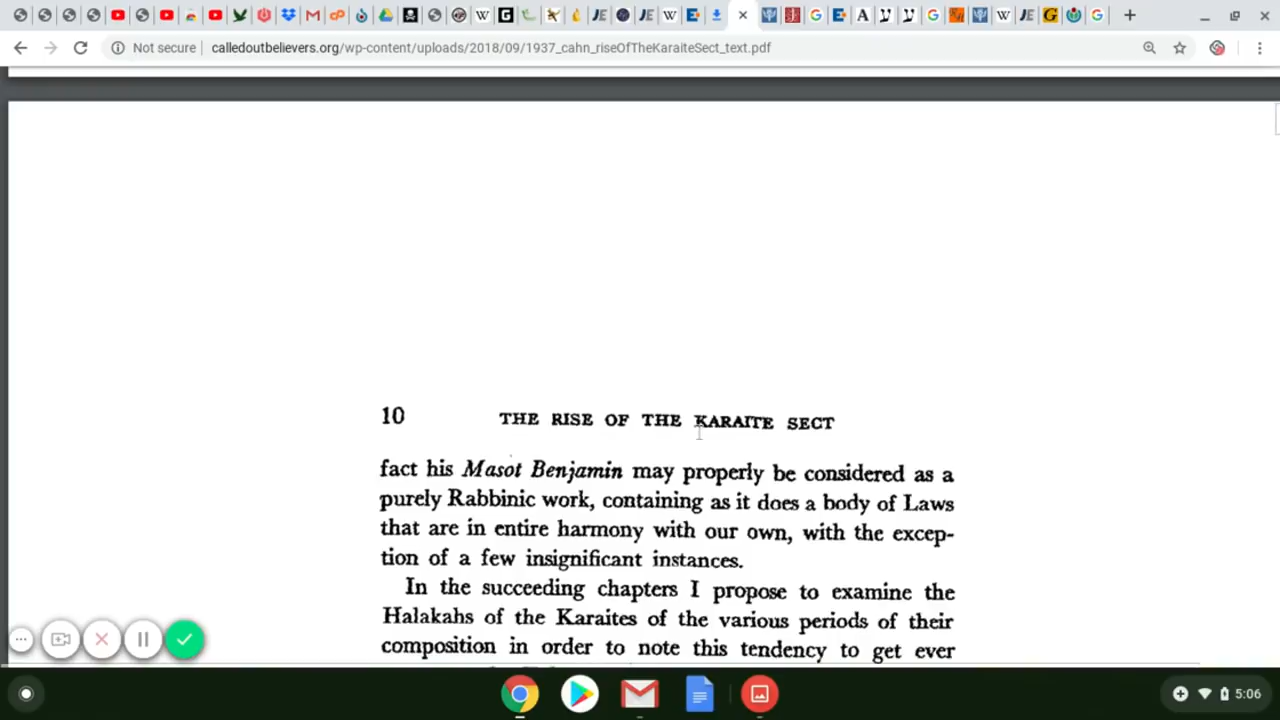 Not secure
calledoutbelievers.org/wp-content/uploads/2018/09/1937_cahn_riseOfTheKaraiteSect_text.pdf
10 THE RISE OF THE KARAITE SECT
fact his Masot Benjamin may properly be considered as a
purely Rabbinic work, containing as it does a body of Laws
that are in entire harmony with our own, with the excep-
tion of a few insignificant instances.
In the succeeding chapters I propose to examine the
Halakahs of the Karaites of the various periods of their
composition in order to note this tendency to get ever
5:06